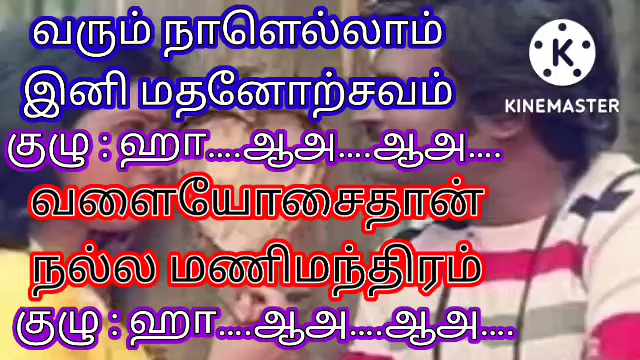 வரும் நாளெல்லாம்
இனி மதனோற்சவம்
KINEMASTER
குழு : ஹா....ஆஅ....ஆஅ....
வளையோசைதான்
நல்ல மணிமந்திரம்
குழு : ஹா....ஆஅ....ஆஅ....